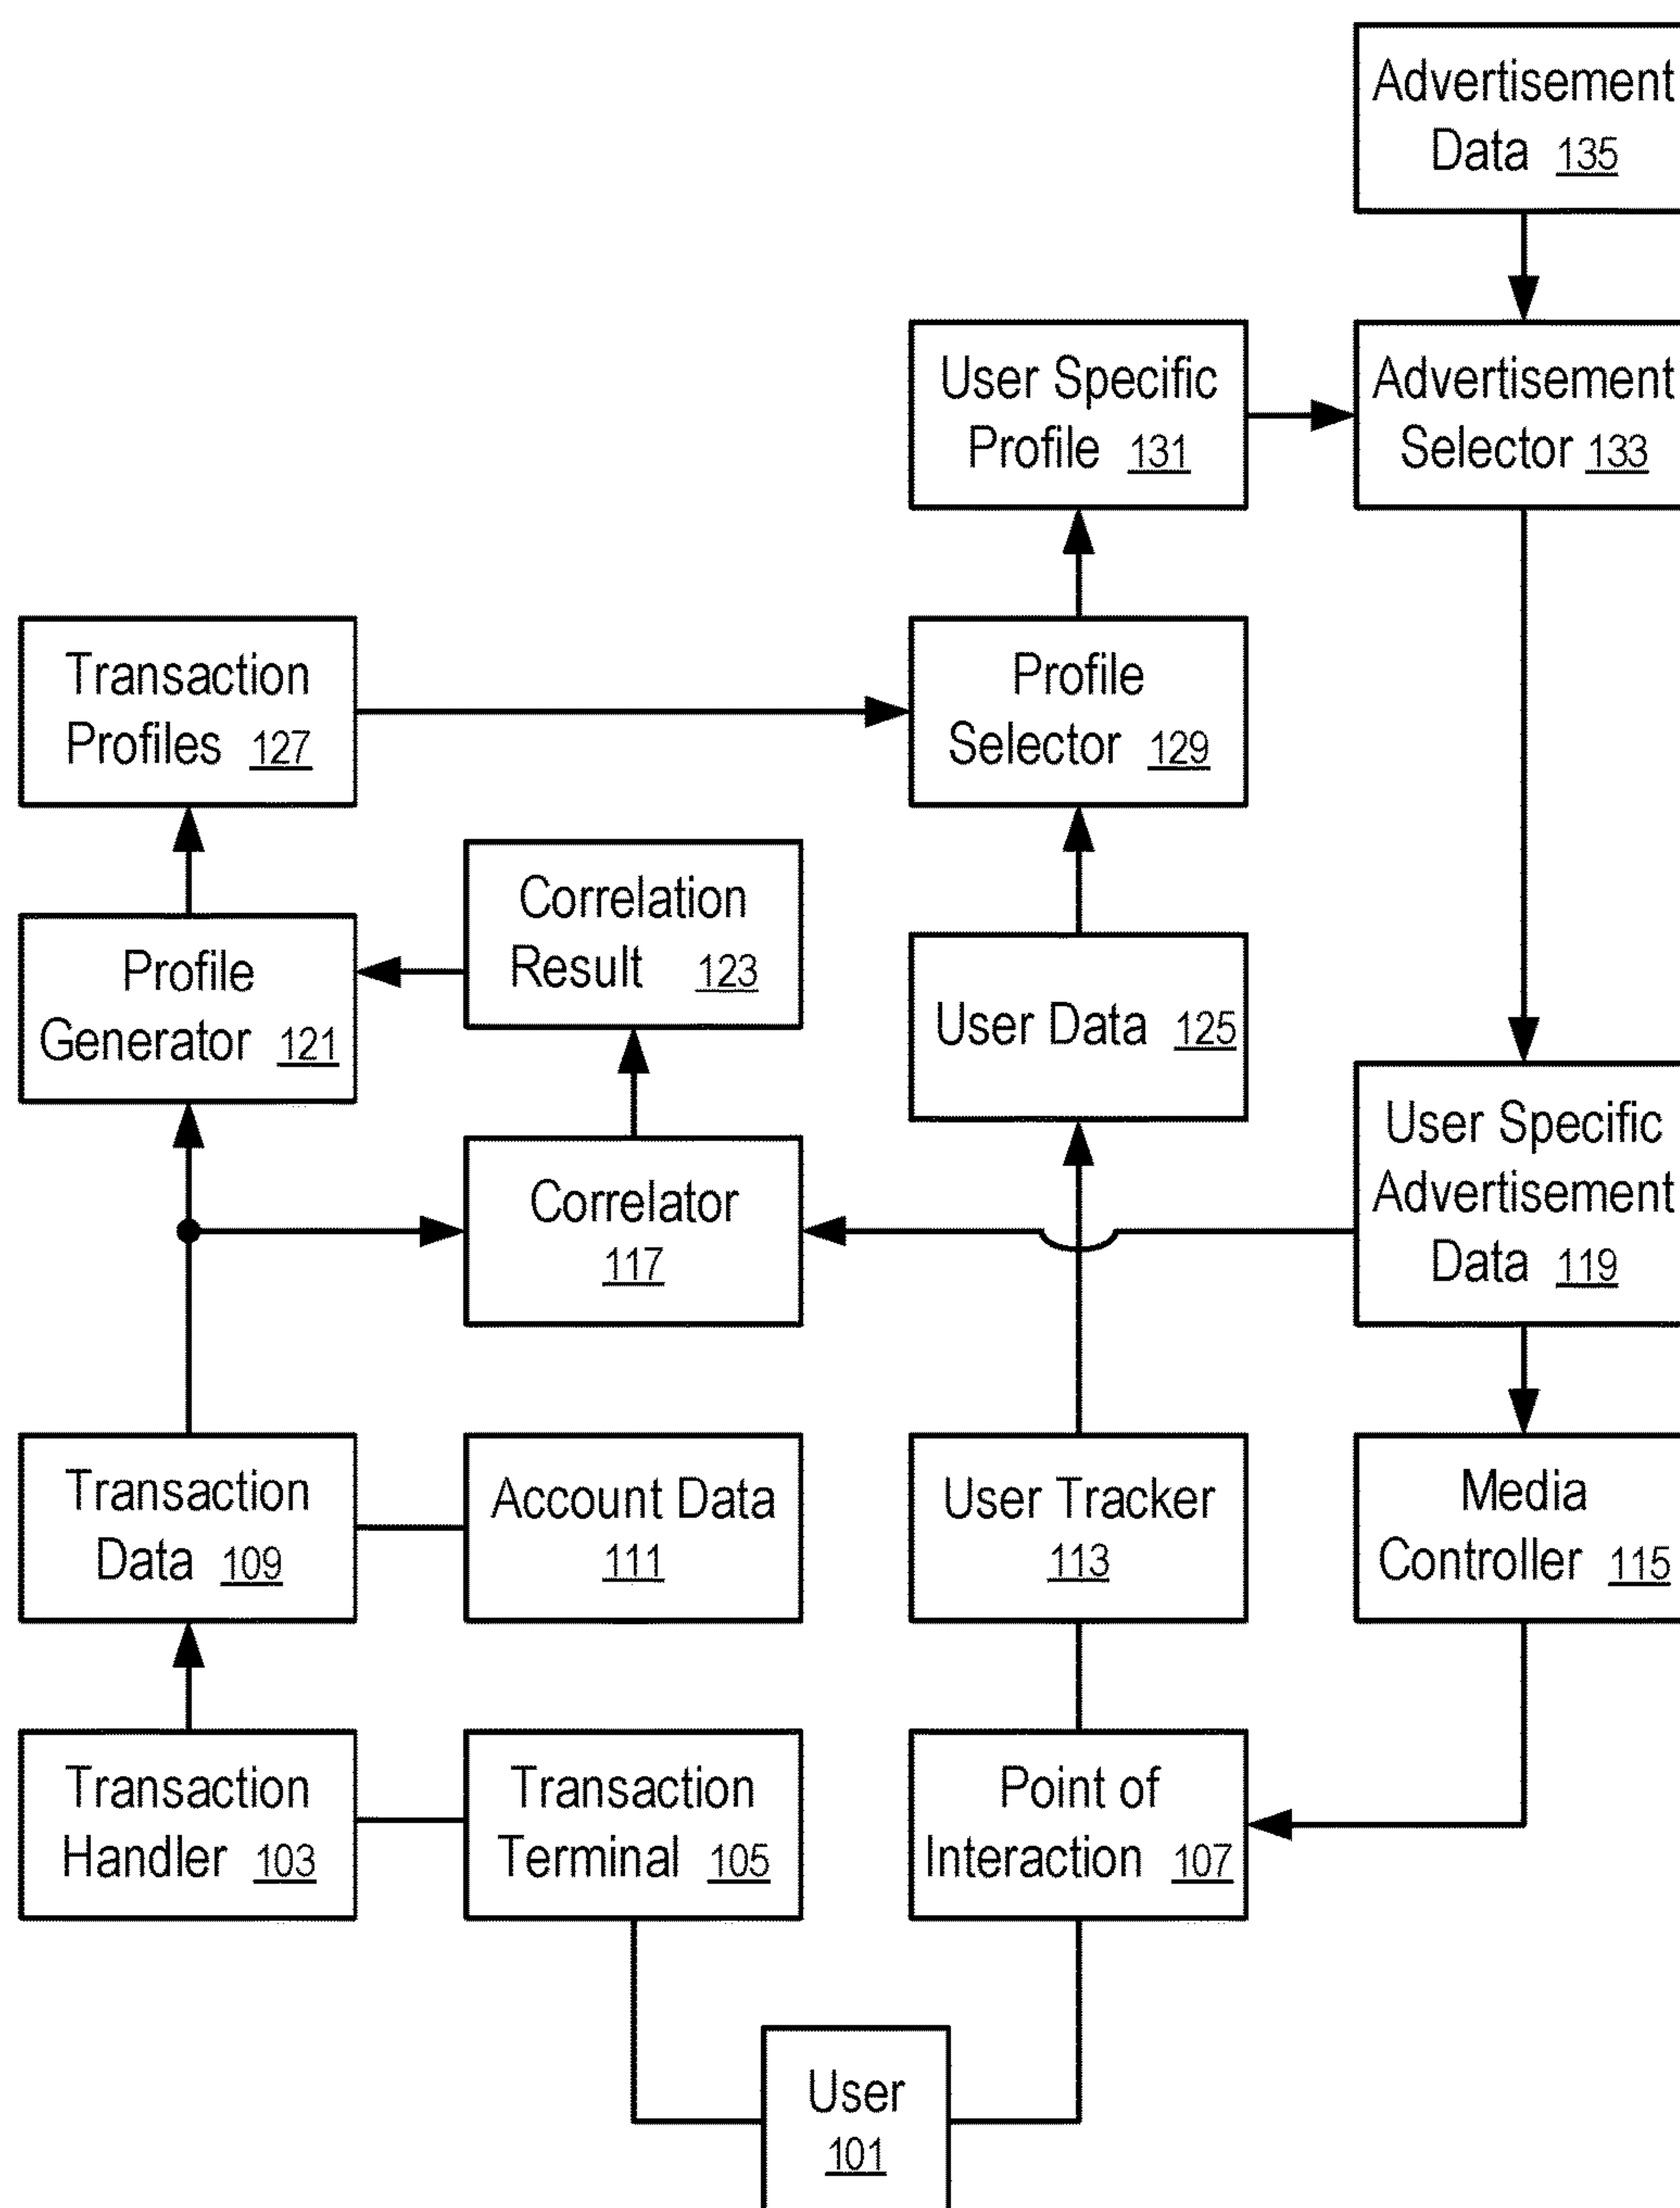 Advertisement
Data 135
User Specific
Profile 131
Advertisement
Selector 133
Transaction
Profiles 127
Profile
Selector 129
Correlation
Result 123
Profile
Generator 121
User Data 125
User Specific
Advertisement
Data 119
Correlator
117
Transaction
Data 109
Account Data
111
User Tracker
113
Media
Controller 115
Transaction
Handler 103
Transaction
Terminal 105
Point of
Interaction 107
User
101